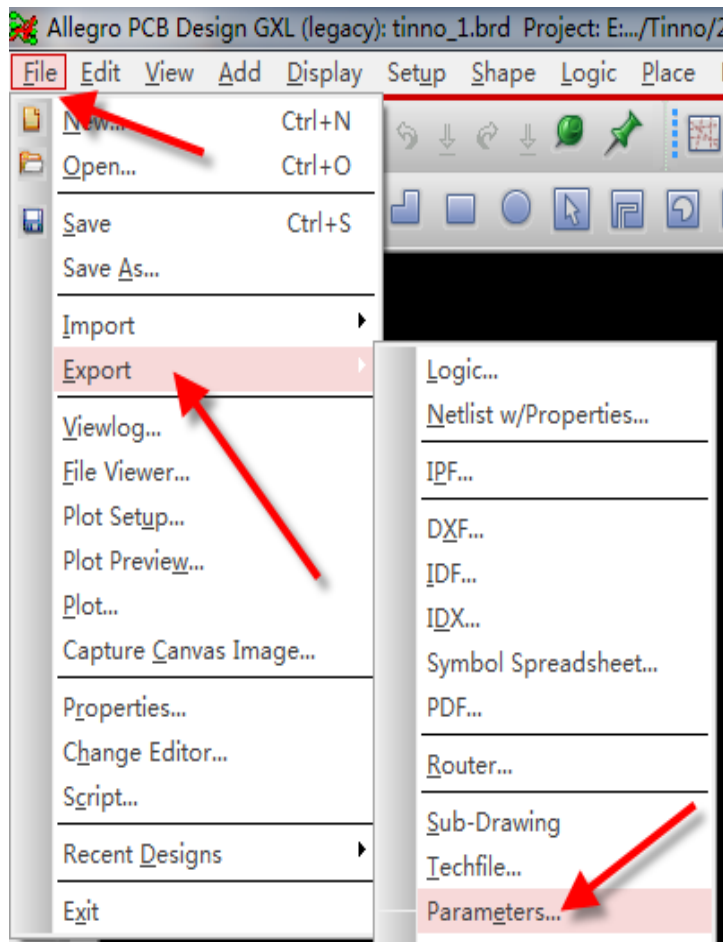 Allegro PCB Design GXL (legacy): tinno_1.brd Project: E:.../Tinno/2
File Edit View Add Display Setup Shape Logic Place
New... Ctrl+N
Open... Ctrl+O
Save Ctrl+S
Save As...
Import
Export
Viewlog...
File Viewer...
Plot Setup...
Plot Preview...
Plot...
Capture Canvas Image...
Properties...
Change Editor...
Script...
Recent Designs
Exit
Logic...
Netlist w/Properties...
IPF...
DXF...
IDF...
IDX...
Symbol Spreadsheet...
PDF...
Router...
Sub-Drawing
Techfile...
Parameters...